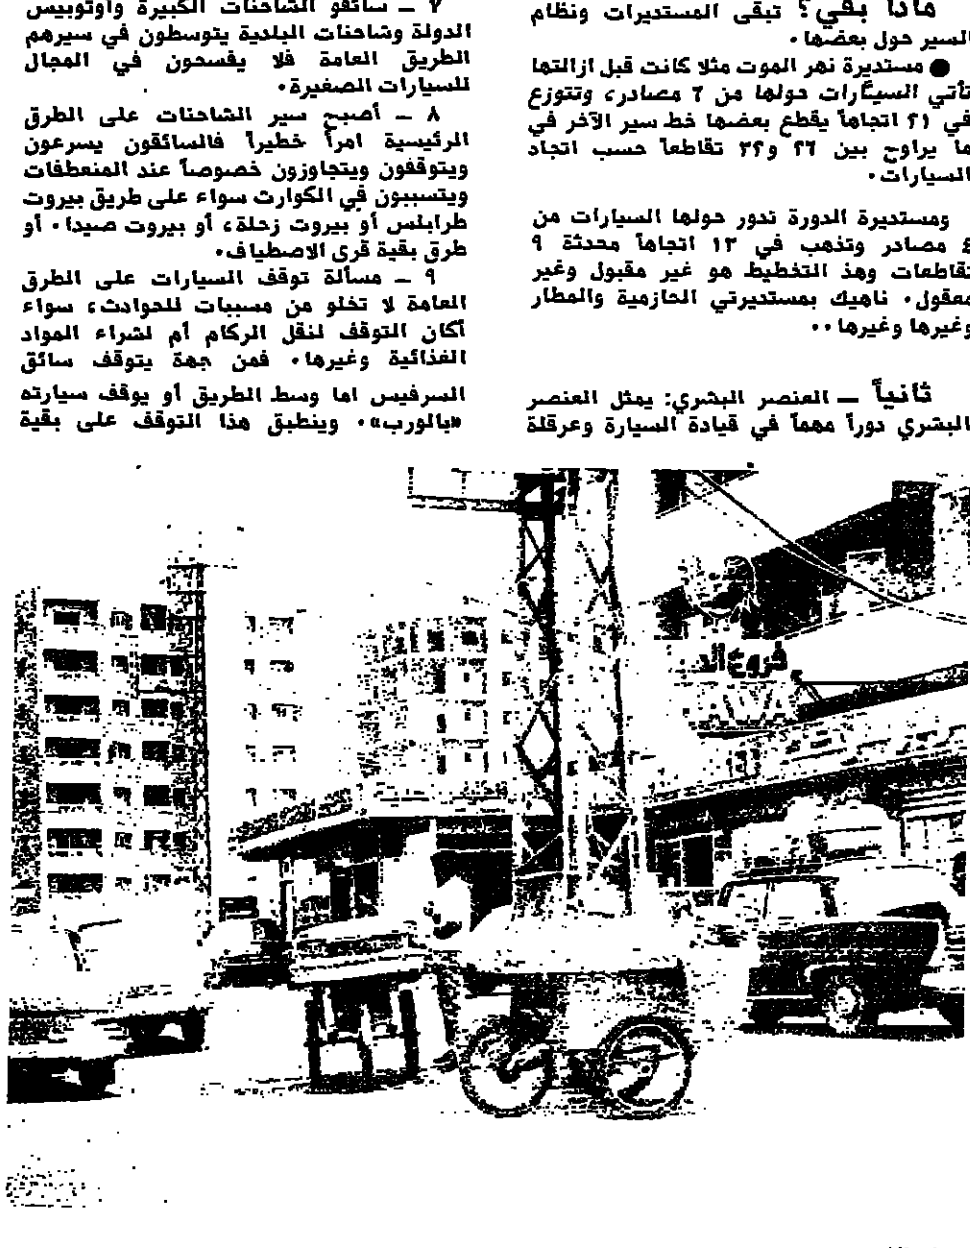 ماذا بقي؟ تبقى المستديرات ونظام
السير حول بعضها.
● مستديرة نهر الموت مثلا كانت قبل ازالتها
تأتي السيارات حولها من ٦ مصادر، وتتوزع
في ٢١ اتجاهاً يقطع بعضها خط سير الآخر في
ما يراوح بين ٢٦ و٣٢ تقاطعاً حسب اتجاه
السيارات.
ومستديرة الدورة تدور حولها السيارات من
٤ مصادر وتذهب في ١٢ اتجاهاً محدثة ٩
تقاطعات وهذ التخطيط هو غير مقبول وغير
معقول. ناهيك بمستديرتي الحازمية والمطار
وغيرها وغيرها..
ثانياً — العنصر البشري: يمثل العنصر
البشري دوراً مهماً في قيادة السيارة وعرقلة
٧ — سائقو الشاحنات الكبيرة واوتوبيس
الدولة وشاحنات البلدية يتوسطون في سيرهم
الطريق العامة فلا يفسحون في المجال
للسيارات الصغيرة.
٨ — أصبح سير الشاحنات على الطرق
الرئيسية امراً خطيراً فالسائقون يسرعون
ويتوقفون ويتجاوزون خصوصاً عند المنعطفات
ويتسببون في الكوارث سواء على طريق بيروت
طرابلس أو بيروت زحلة، أو بيروت صيدا. أو
طرق بقية قرى الاصطياف.
٩ — مسألة توقف السيارات على الطرق
العامة لا تخلو من مسببات للحوادث، سواء
أكان التوقف لنقل الركام أم لشراء المواد
الغذائية وغيرها. فمن جهة يتوقف سائق
السرفيس اما وسط الطريق أو يوقف سيارته
«بالورب». وينطبق هذا التوقف على بقية
فروع الد